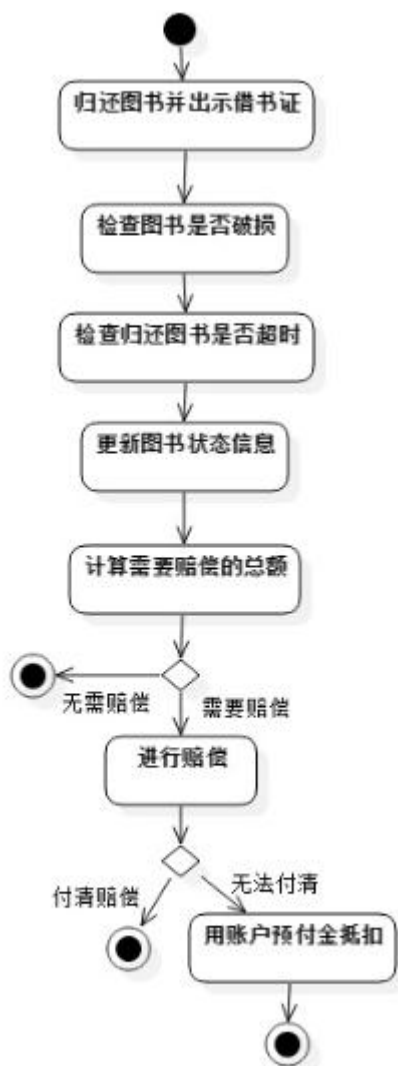 归还图书并出示借书证
检查图书是否破损
检查归还图书是否超时
更新图书状态信息
计算需要赔偿的总额
无需赔偿
需要赔偿
进行赔偿
付清赔偿
无法付清
用账户预付金抵扣